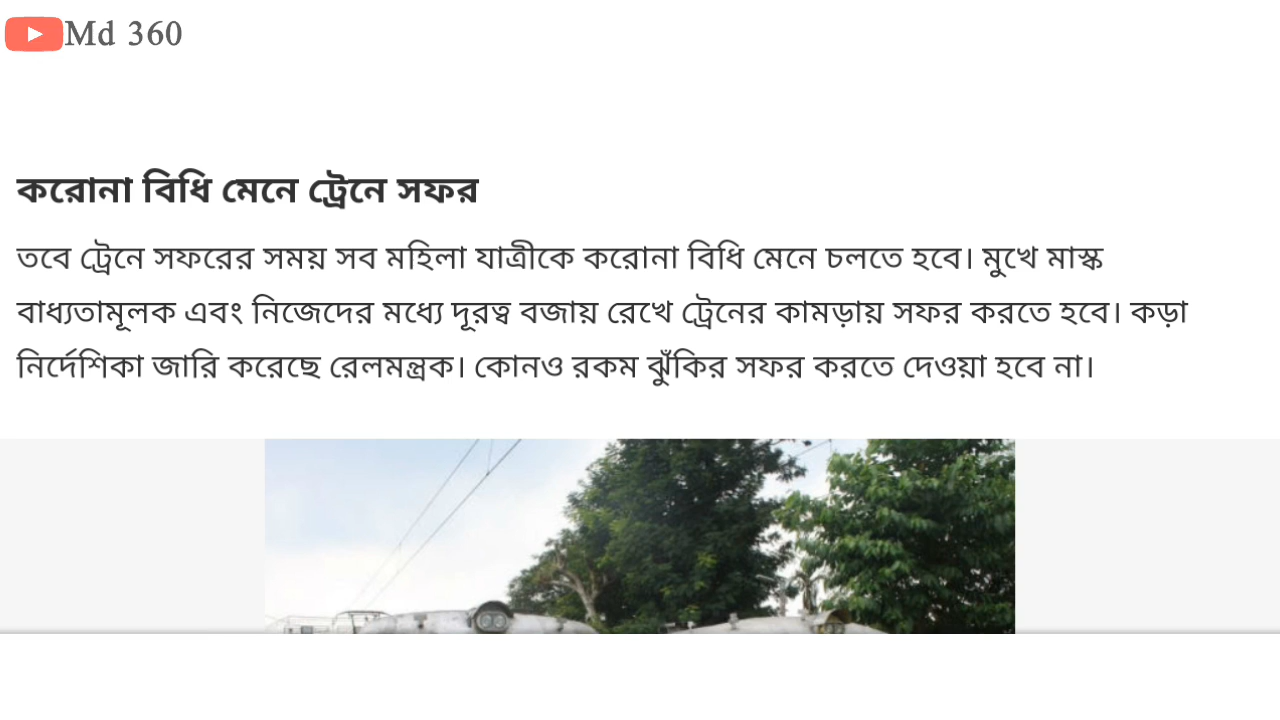 Md 360
করোনা বিধি মেনে ট্রেনে সফর
তবে ট্রেনে সফরের সময় সব মহিলা যাত্রীকে করোনা বিধি মেনে চলতে হবে। মুখে মাস্ক
বাধ্যতামূলক এবং নিজেদের মধ্যে দূরত্ব বজায় রেখে ট্রেনের কামড়ায় সফর করতে হবে। কড়া
নির্দেশিকা জারি করেছে রেলমন্ত্রক। কোনও রকম ঝুঁকির সফর করতে দেওয়া হবে না।